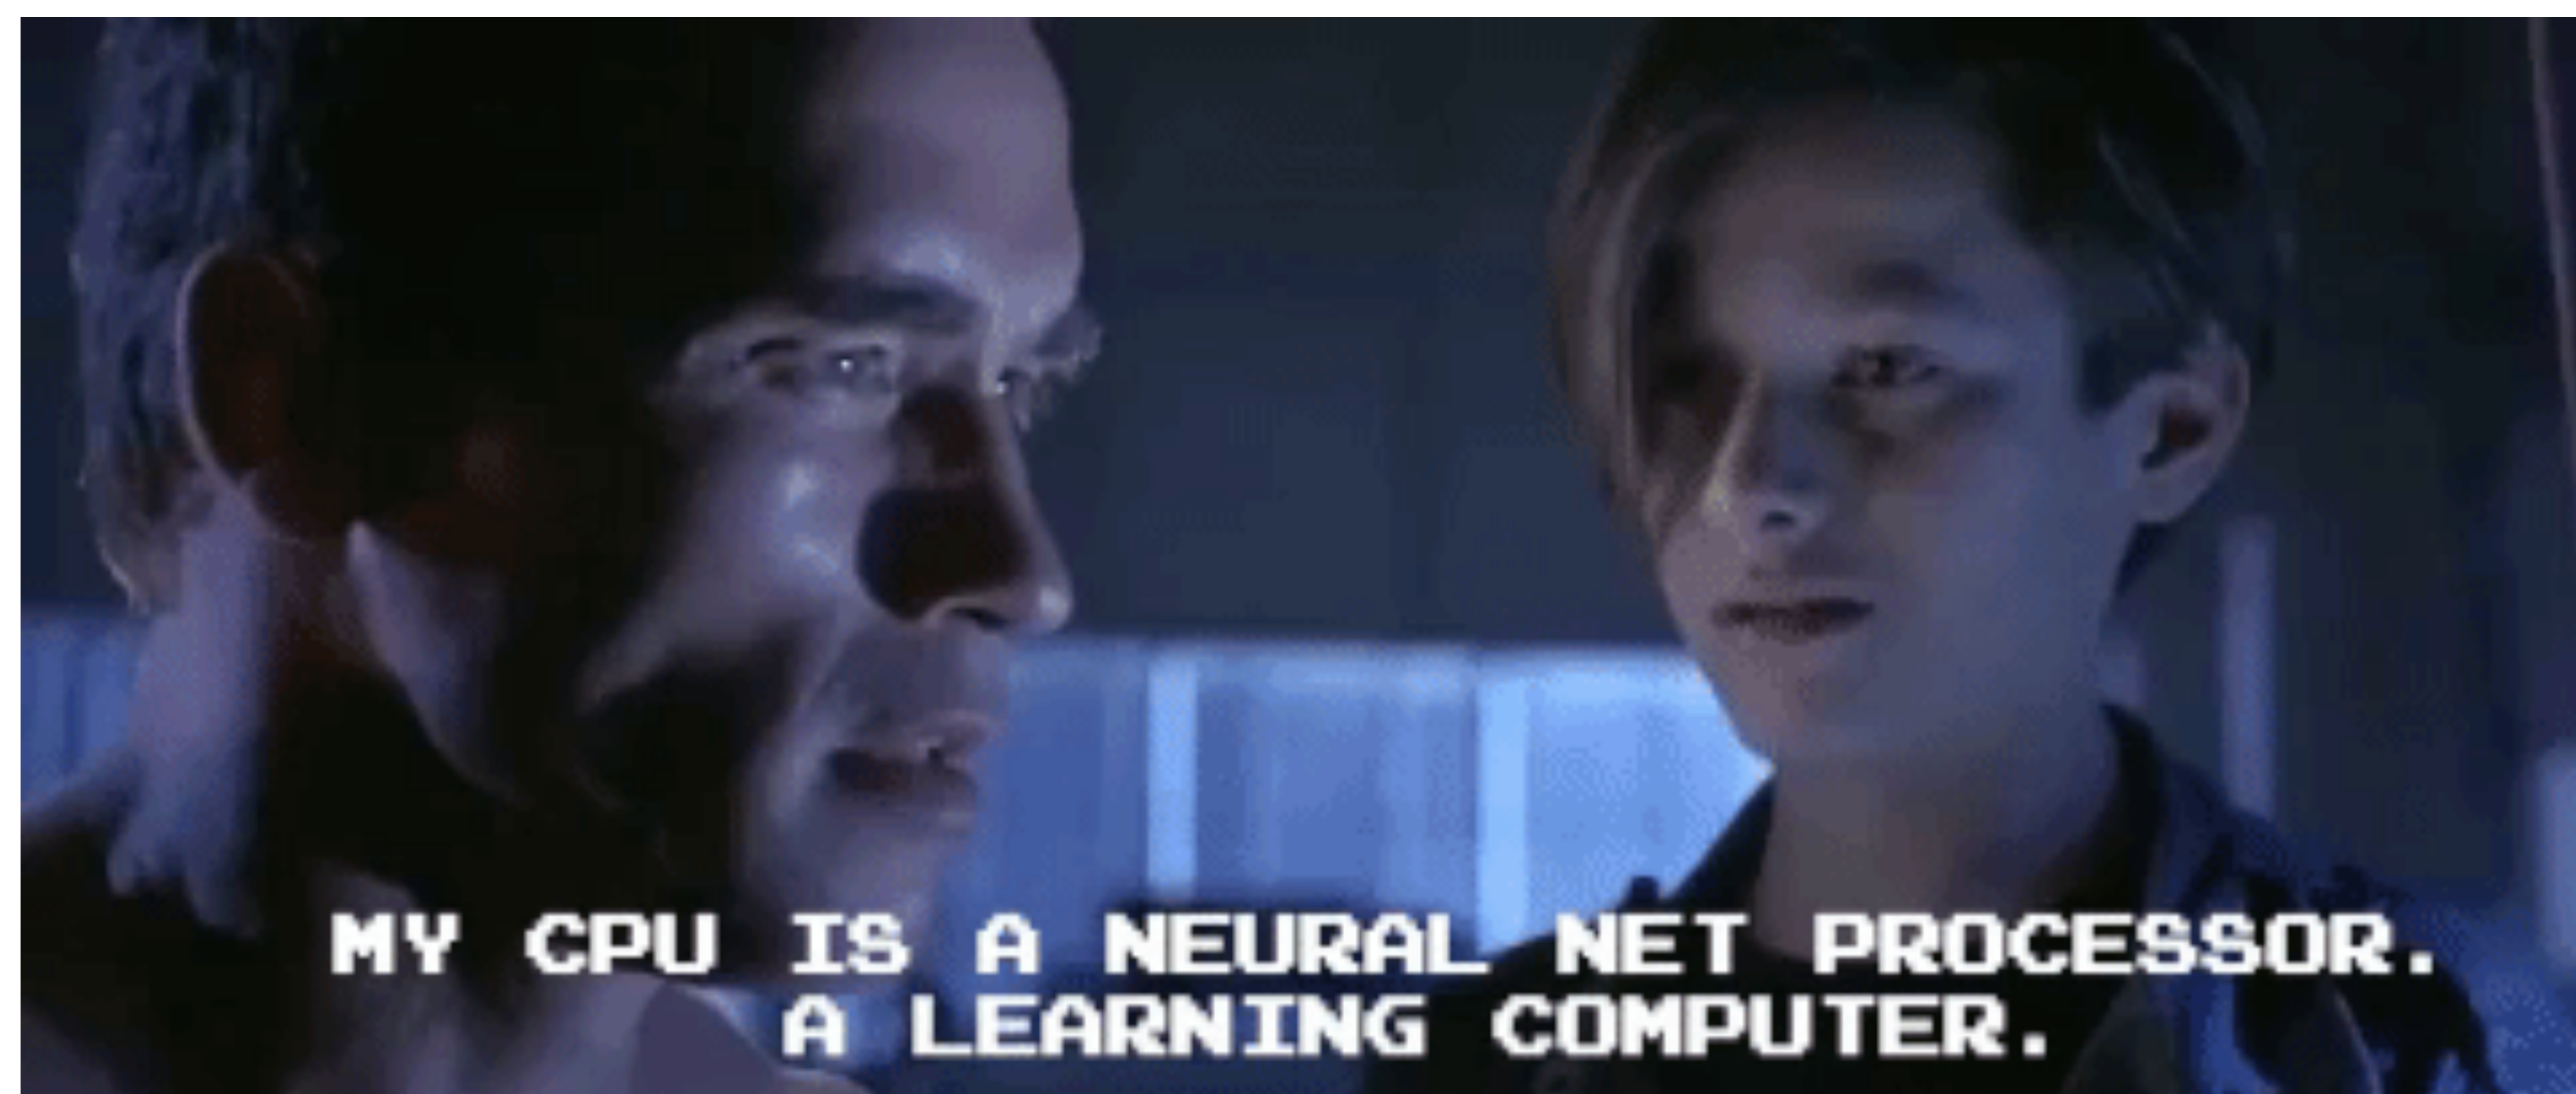 MY CPU IS A NEURAL NET PROCESSOR.
A LEARNING COMPUTER.